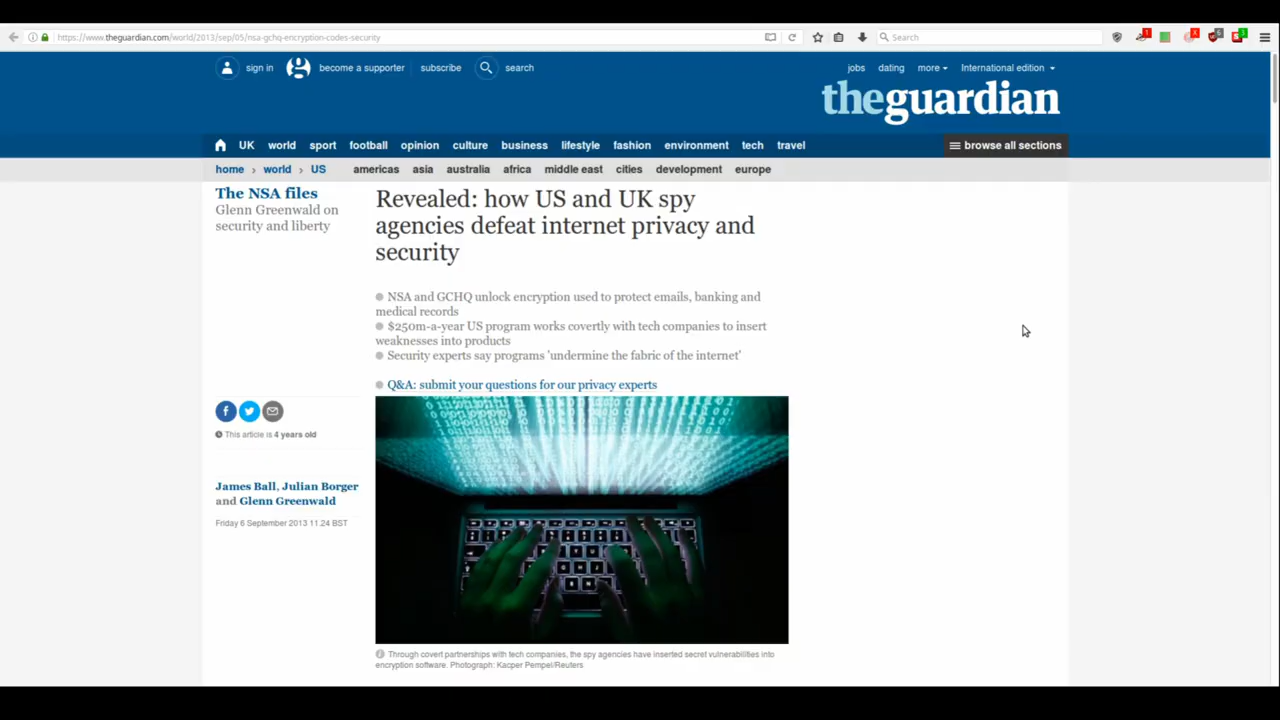 https://www.theguardian.com/world/2013/sep/05/nsa-gchq-encryption-codes-security
Search
sign in
become a supporter
subscribe
search
jobs
dating
more
International edition
theguardian
UK
world
sport
football
opinion
culture
business
lifestyle
fashion
environment
tech
travel
browse all sections
home › world › US
americas
asia
australia
africa
middle east
cities
development
europe
The NSA files
Glenn Greenwald on
security and liberty
Revealed: how US and UK spy
agencies defeat internet privacy and
security
NSA and GCHQ unlock encryption used to protect emails, banking and
medical records
$250m-a-year US program works covertly with tech companies to insert
weaknesses into products
Security experts say programs 'undermine the fabric of the internet'
Q&A: submit your questions for our privacy experts
This article is 4 years old
James Ball, Julian Borger
and Glenn Greenwald
Friday 6 September 2013 11.24 BST
Through covert partnerships with tech companies, the spy agencies have inserted secret vulnerabilities into
encryption software. Photograph: Kacper Pempel/Reuters